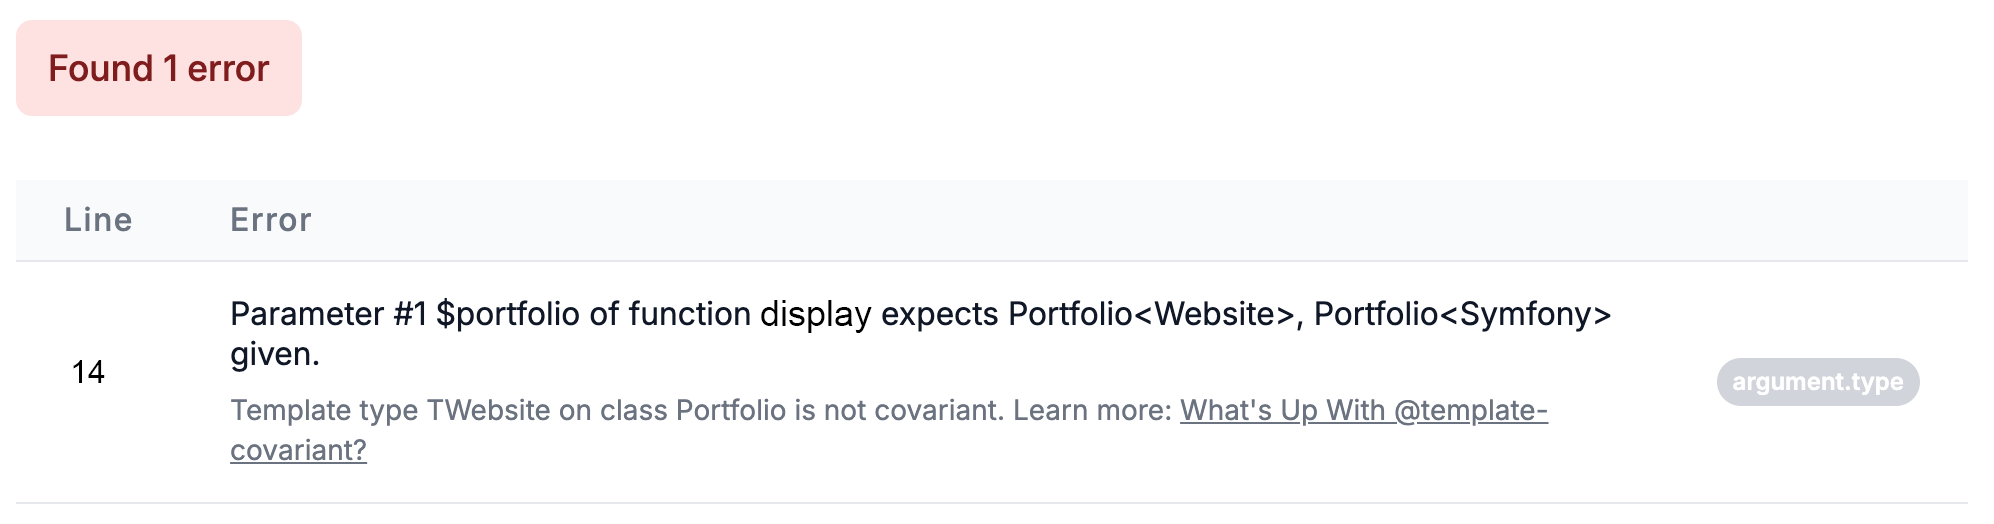 Found 1 error
Line Error
Parameter #1 $portfolio of function display expects Portfolio<Website>, Portfolio<Symfony>
given.
14
argument.type
Template type TWebsite on class Portfolio is not covariant. Learn more: What's Up With @template-
covariant?